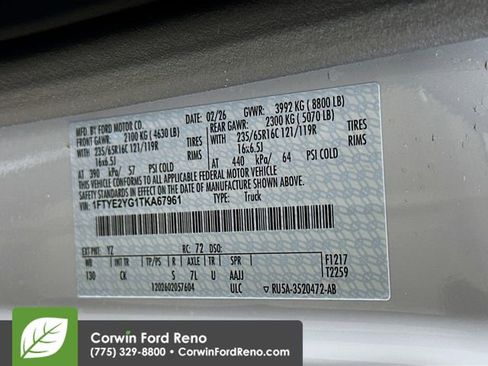 MFD. BY FORD MOTOR CO. DATE: 02/26 GVWR: 3992 KG ( 8800 LB)
FRONT GAWR: 2100 KG ( 4630 LB) REAR GAWR: 2300 KG ( 5070 LB)
WITH 235/65R16C 121/119R TIRES WITH 235/65R16C 121/119R TIRES
16x6.5J RIMS 16x6.5J RIMS
AT 390 kPa/ 57 PSI COLD AT 440 kPa/ 64 PSI COLD
THIS VEHICLE CONFORMS TO ALL APPLICABLE FEDERAL MOTOR VEHICLE SAFETY STANDARDS IN EFFECT ON THE DATE OF MANUFACTURE SHOWN ABOVE.
VIN: 1FTYE2YG1TKA67961 TYPE: Truck
EXT PNT: YZ RC: 72 DSO:
WB INT TR TP/PS R AXLE TR SPR F1217
130 CK S 7L U AAJJ T2259
1202602057604 ULC RU5A-3520472-AB
Corwin Ford Reno
(775) 329-8800 • CorwinFordReno.com